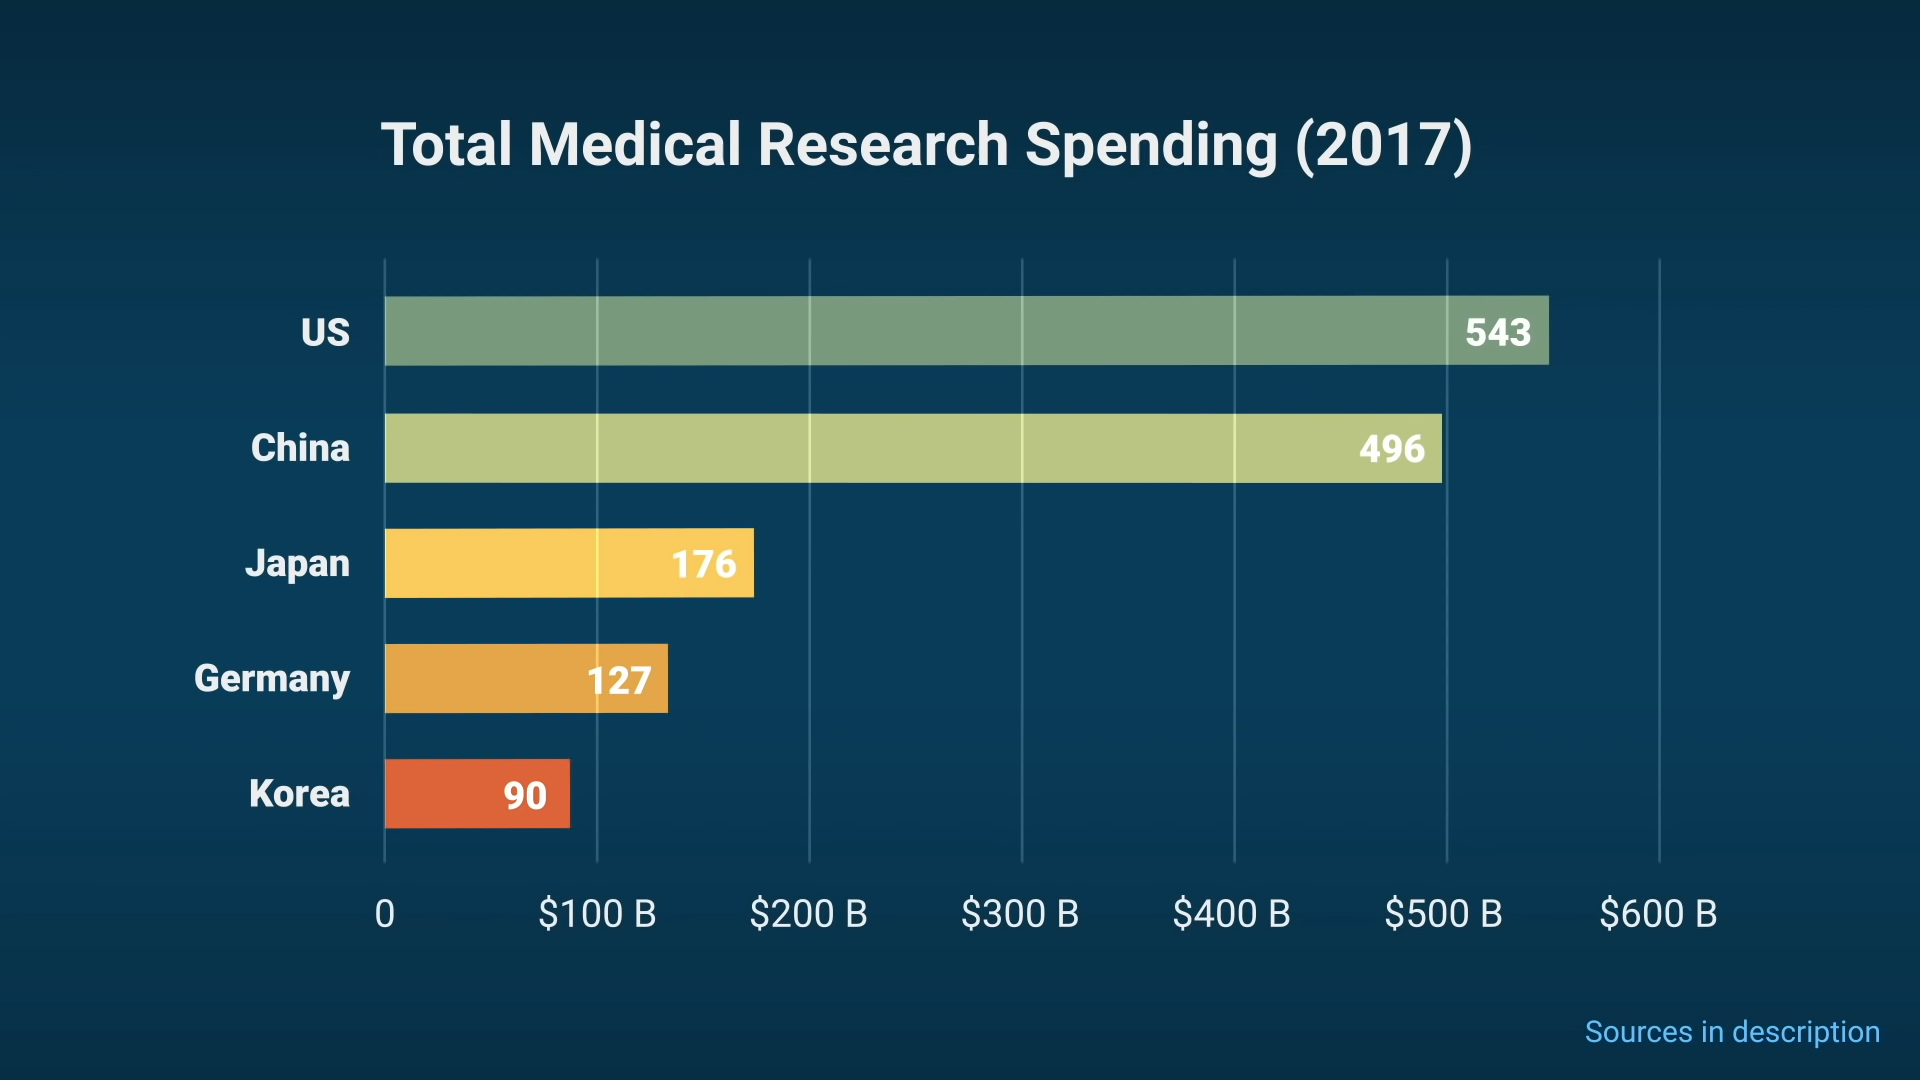 Total Medical Research Spending (2017)
US
543
China
496
Japan
176
Germany
127
Korea
90
0 $100 B $200 B $300 B $400 B $500 B $600 B
Sources in description